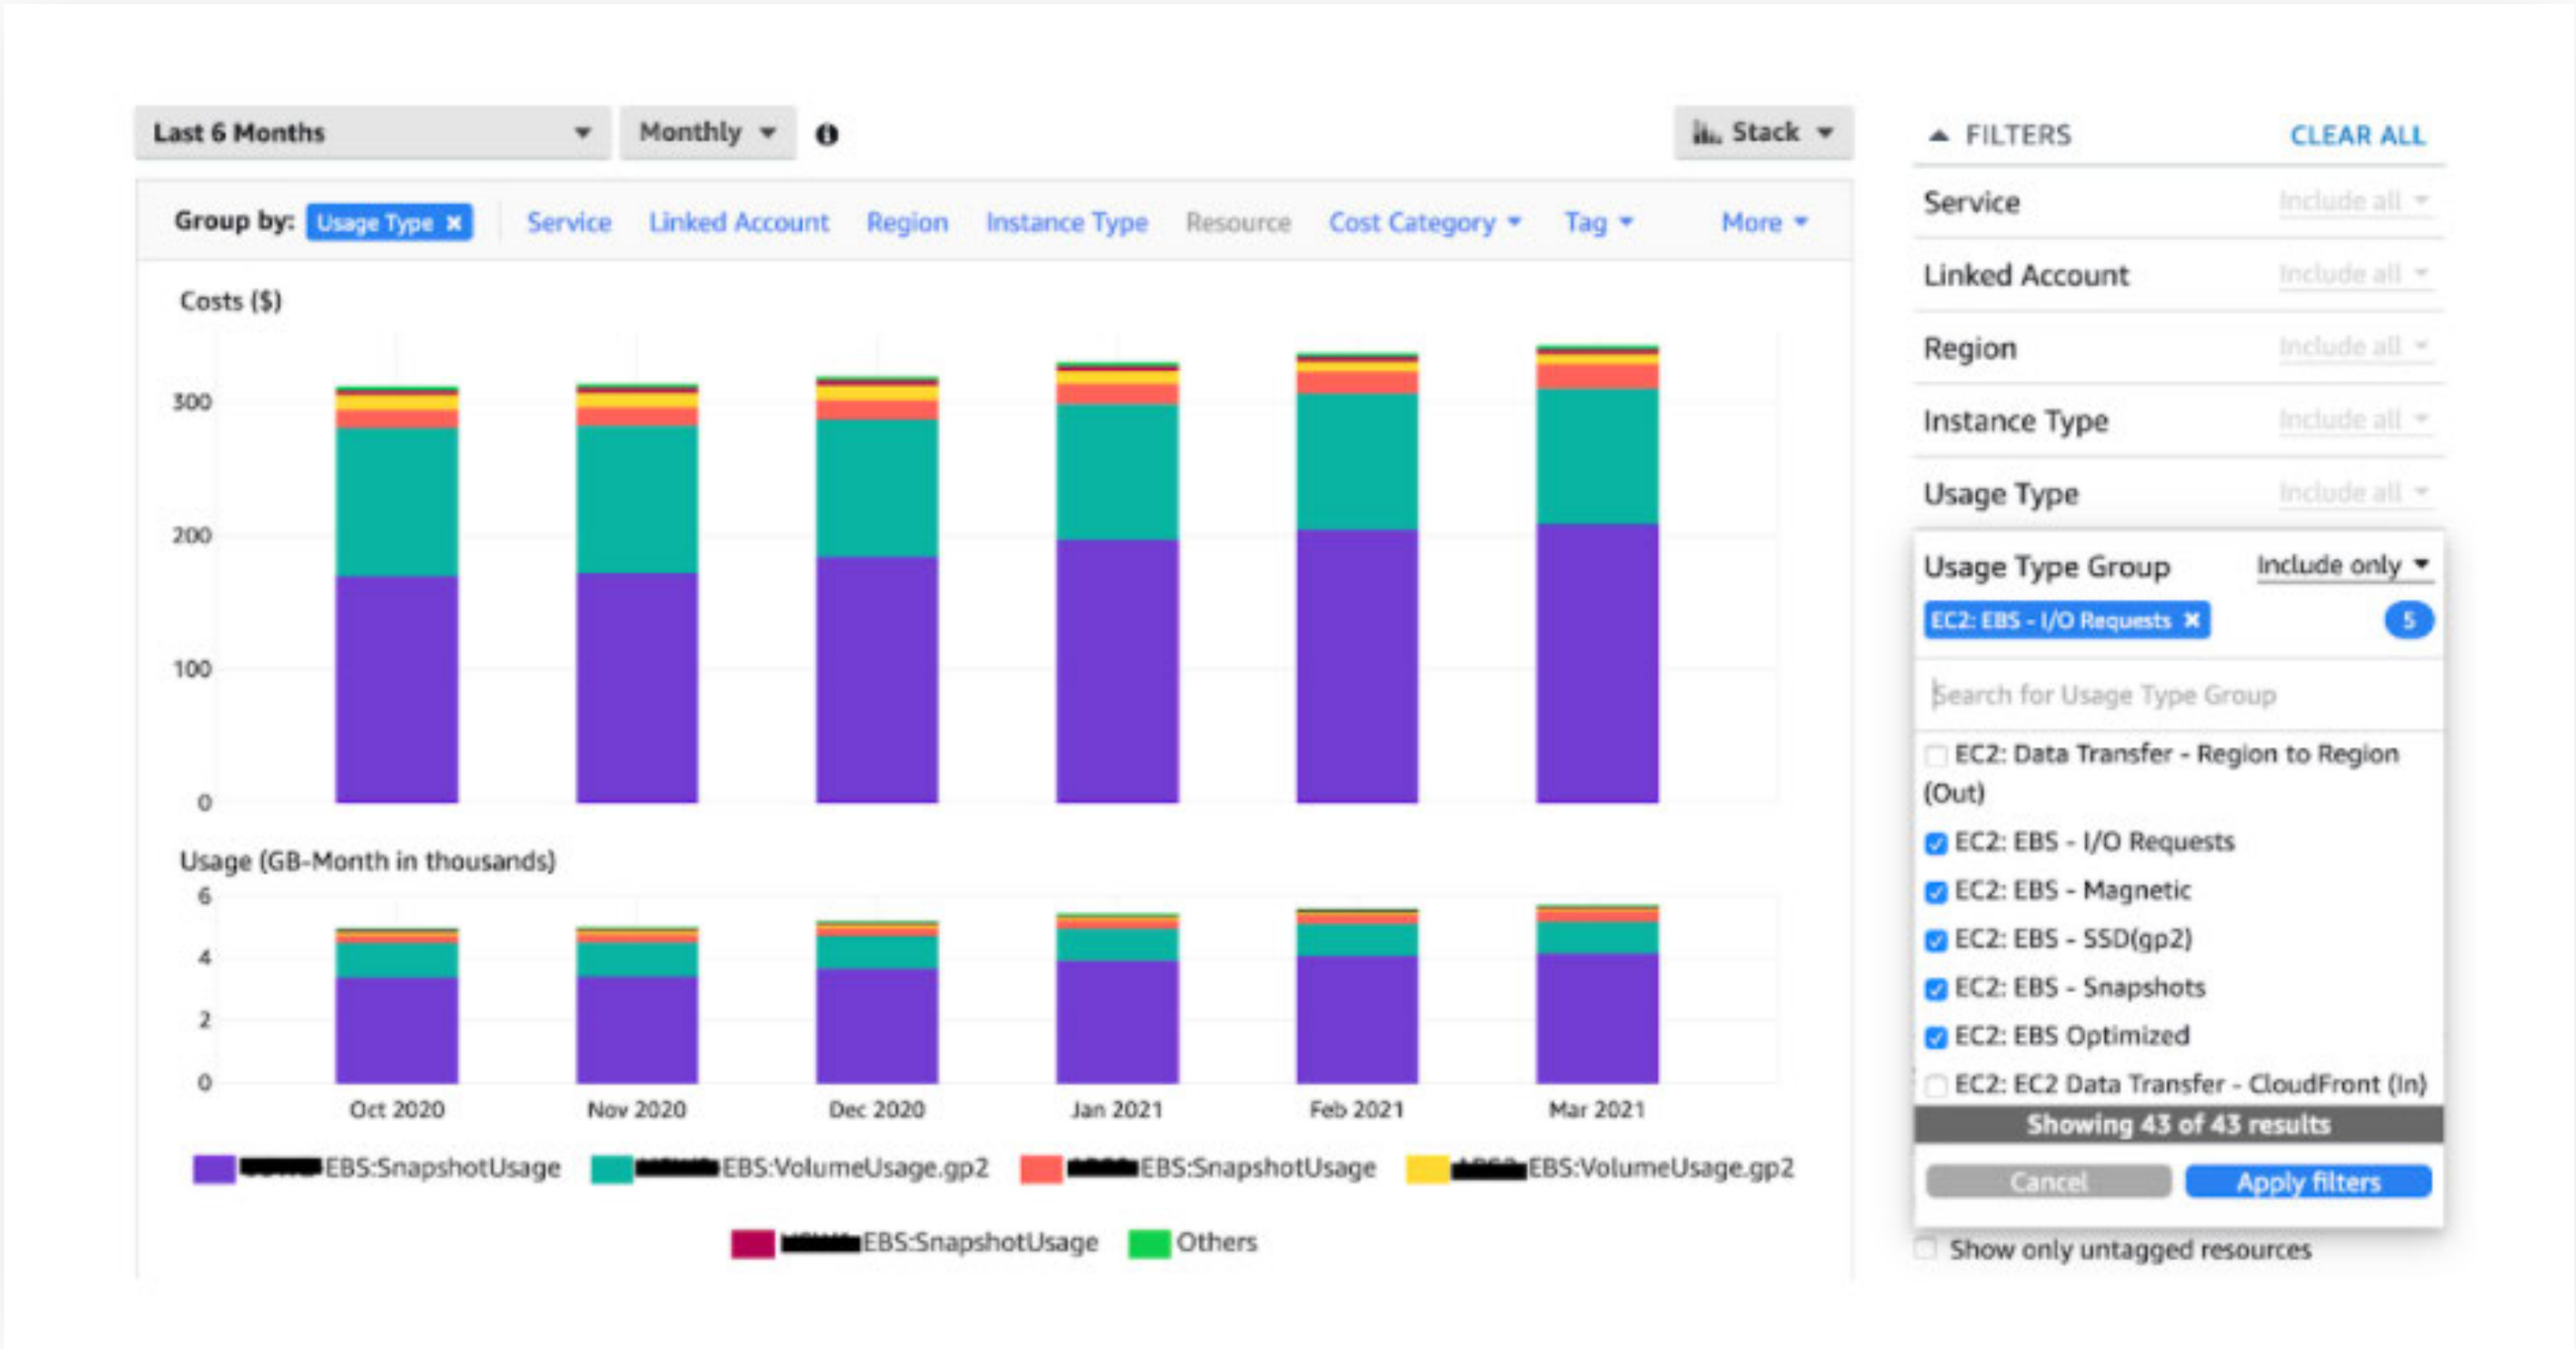 Last 6 Months
Monthly
Stack
Group by: Usage Type Service Linked Account Region Instance Type Resource Cost Category Tag More
Costs ($)
300
200
100
0
Usage (GB-Month in thousands)
6
4
2
0
Oct 2020 Nov 2020 Dec 2020 Jan 2021 Feb 2021 Mar 2021
EBS:SnapshotUsage EBS:VolumeUsage.gp2 EBS:SnapshotUsage EBS:VolumeUsage.gp2
EBS:SnapshotUsage Others
FILTERS CLEAR ALL
Service Include all
Linked Account Include all
Region Include all
Instance Type Include all
Usage Type Include all
Usage Type Group Include only
EC2: EBS - I/O Requests 5
Search for Usage Type Group
EC2: Data Transfer - Region to Region
(Out)
EC2: EBS - I/O Requests
EC2: EBS - Magnetic
EC2: EBS - SSD(gp2)
EC2: EBS - Snapshots
EC2: EBS Optimized
EC2: EC2 Data Transfer - CloudFront (In)
Showing 43 of 43 results
Cancel Apply filters
Show only untagged resources